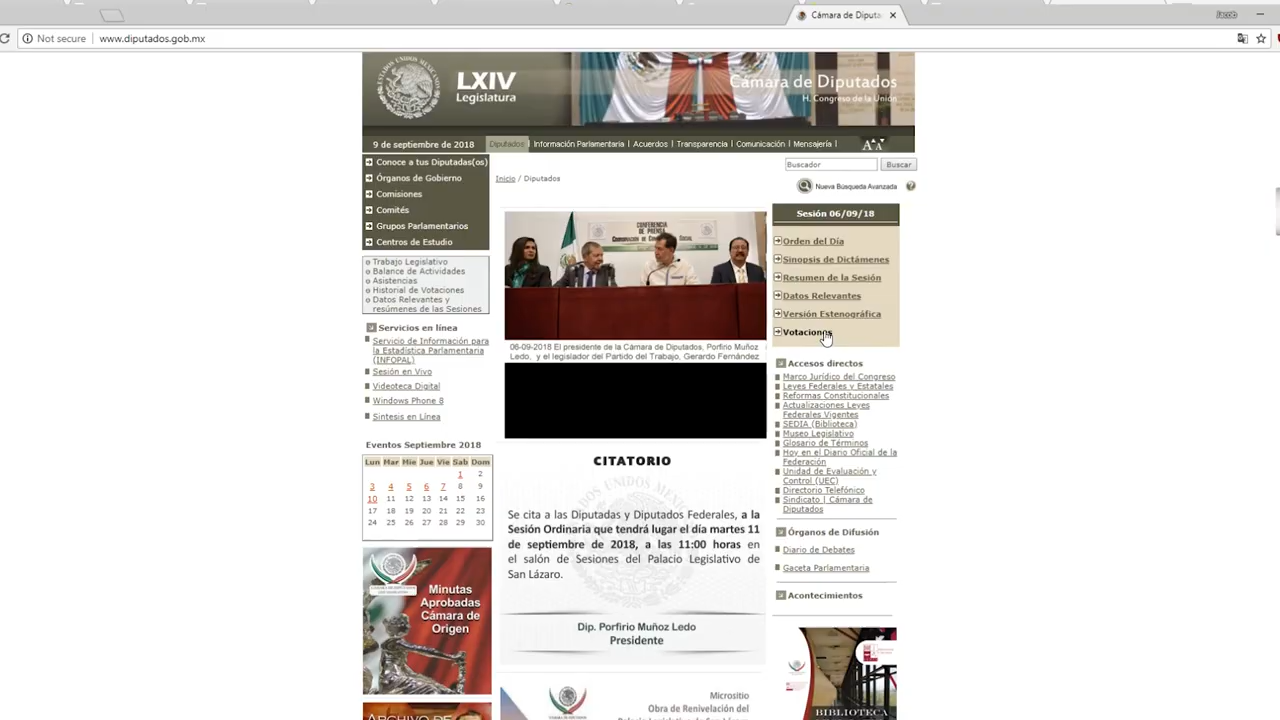 Cámara de Diputa
Jacob
Not secure
www.diputados.gob.mx
ESTADOS UNIDOS MEXICANOS
LXIV
Legislatura
Cámara de Diputados
H. Congreso de la Unión
9 de septiembre de 2018
Diputados
Información Parlamentaria
Acuerdos
Transparencia
Comunicación
Mensajería
Conoce a tus Diputadas(os)
Órganos de Gobierno
Comisiones
Comités
Grupos Parlamentarios
Centros de Estudio
Trabajo Legislativo
Balance de Actividades
Asistencias
Historial de Votaciones
Datos Relevantes y
resúmenes de las Sesiones
Servicios en línea
Servicio de Información para
la Estadística Parlamentaria
(INFOPAL)
Sesión en Vivo
Videoteca Digital
Windows Phone 8
Sintesis en Línea
Eventos Septiembre 2018
Lun Mar Mie Jue Vie Sab Dom
1 2
3 4 5 6 7 8 9
10 11 12 13 14 15 16
17 18 19 20 21 22 23
24 25 26 27 28 29 30
Minutas
Aprobadas
Cámara de
Origen
ARCHIVO DE
Inicio / Diputados
CONFERENCIA
DE PRENSA
06-09-2018 El presidente de la Cámara de Diputados, Porfirio Muñoz
Ledo, y el legislador del Partido del Trabajo, Gerardo Fernández
CITATORIO
Se cita a las Diputadas y Diputados Federales, a la
Sesión Ordinaria que tendrá lugar el día martes 11
de septiembre de 2018, a las 11:00 horas en
el salón de Sesiones del Palacio Legislativo de
San Lázaro.
Dip. Porfirio Muñoz Ledo
Presidente
Micrositio
Obra de Renivelación del
Buscador
Buscar
Nueva Búsqueda Avanzada
Sesión 06/09/18
Orden del Día
Sinopsis de Dictámenes
Resumen de la Sesión
Datos Relevantes
Versión Estenográfica
Votaciones
Accesos directos
Marco Jurídico del Congreso
Leyes Federales y Estatales
Reformas Constitucionales
Actualizaciones Leyes
Federales Vigentes
SEDIA (Biblioteca)
Museo Legislativo
Glosario de Términos
Hoy en el Diario Oficial de la
Federación
Unidad de Evaluación y
Control (UEC)
Directorio Telefónico
Sindicato | Cámara de
Diputados
Órganos de Difusión
Diario de Debates
Gaceta Parlamentaria
Acontecimientos
BIBLIOTECA